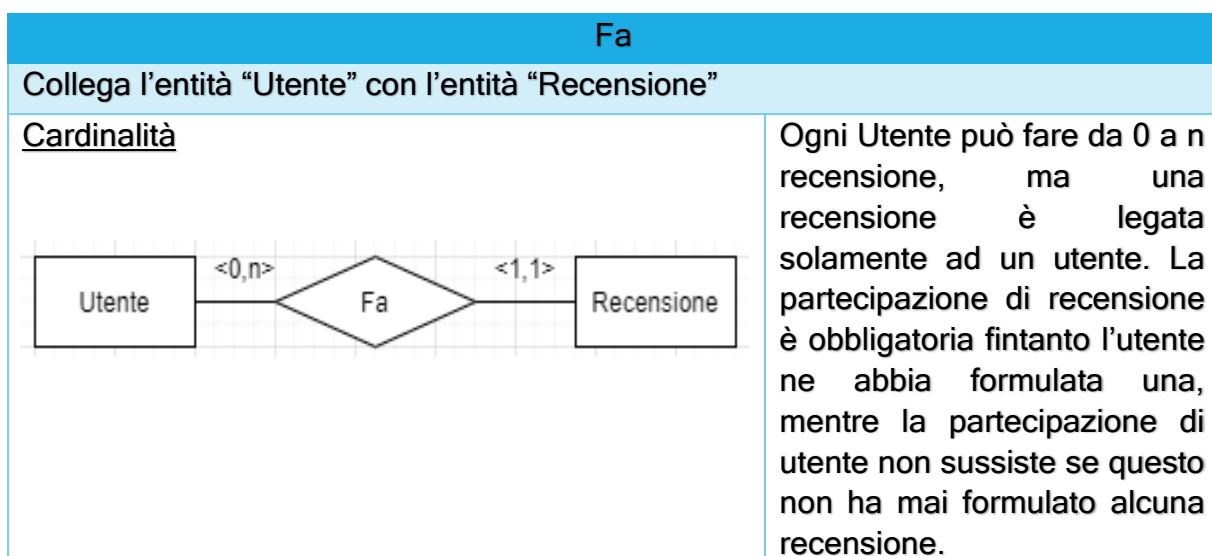 Fa
Collega l’entità “Utente” con l’entità “Recensione”
Cardinalità
Utente <0,n> Fa <1,1> Recensione
Ogni Utente può fare da 0 a n
recensione, ma una
recensione è legata
solamente ad un utente. La
partecipazione di recensione
è obbligatoria fintanto l’utente
ne abbia formulata una,
mentre la partecipazione di
utente non sussiste se questo
non ha mai formulato alcuna
recensione.